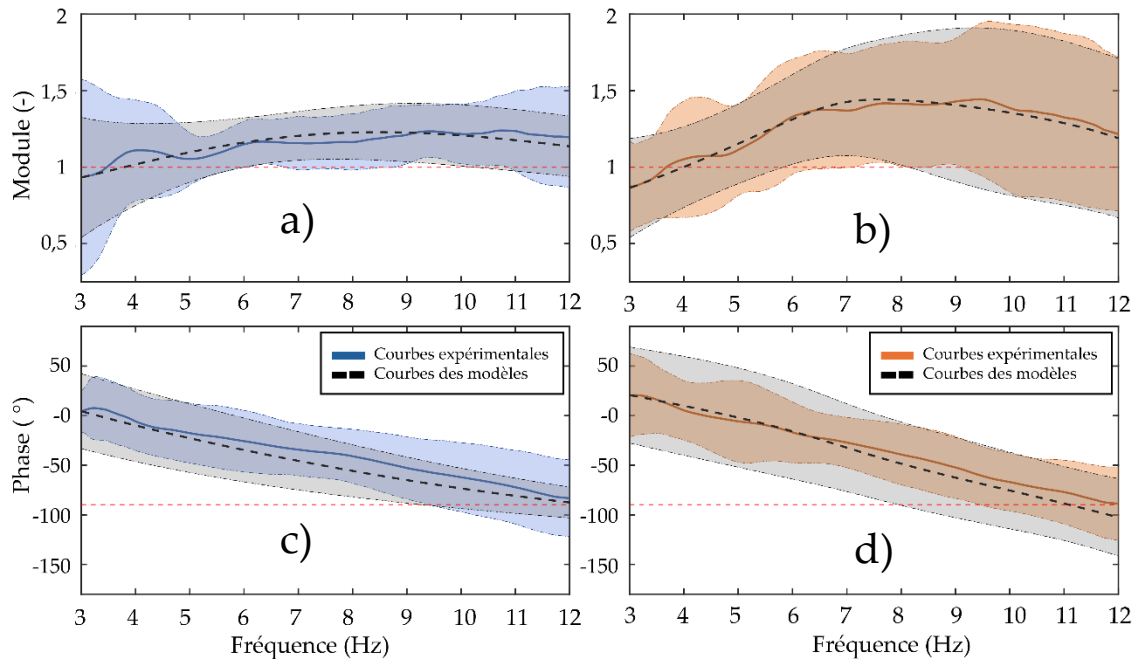 2
1,5
1
0,5
Module (-)
a)
3 4 5 6 7 8 9 10 11 12
2
1,5
1
0,5
b)
3 4 5 6 7 8 9 10 11 12
50
-0
-50
-100
-150
Phase ( °)
Courbes expérimentales
Courbes des modèles
c)
3 4 5 6 7 8 9 10 11 12
Fréquence (Hz)
50
-0
-50
-100
-150
Courbes expérimentales
Courbes des modèles
d)
3 4 5 6 7 8 9 10 11 12
Fréquence (Hz)